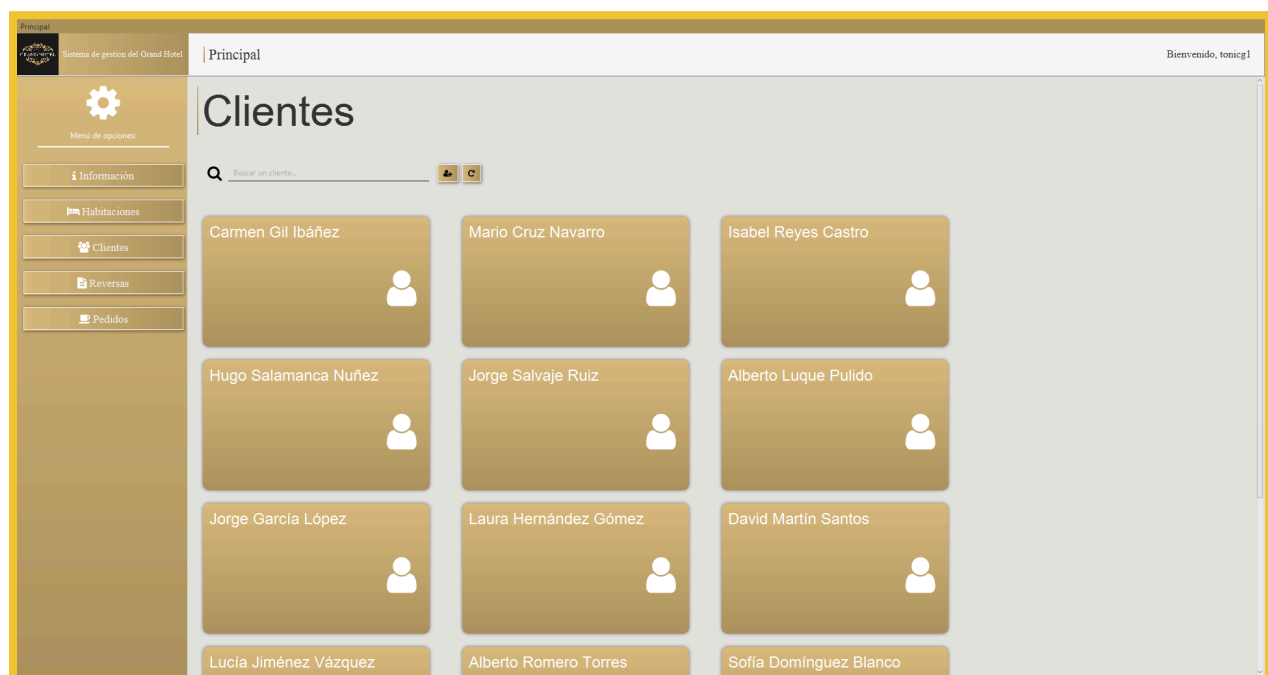 Principal
GRAND HOTEL
Sistema de gestion del Grand Hotel
Principal
Bienvenido, tonicg1
Menú de opciones:
Información
Habitaciones
Clientes
Reversas
Pedidos
Clientes
Buscar un cliente...
Carmen Gil Ibáñez
Mario Cruz Navarro
Isabel Reyes Castro
Hugo Salamanca Nuñez
Jorge Salvaje Ruiz
Alberto Luque Pulido
Jorge García López
Laura Hernández Gómez
David Martín Santos
Lucía Jiménez Vázquez
Alberto Romero Torres
Sofía Domínguez Blanco